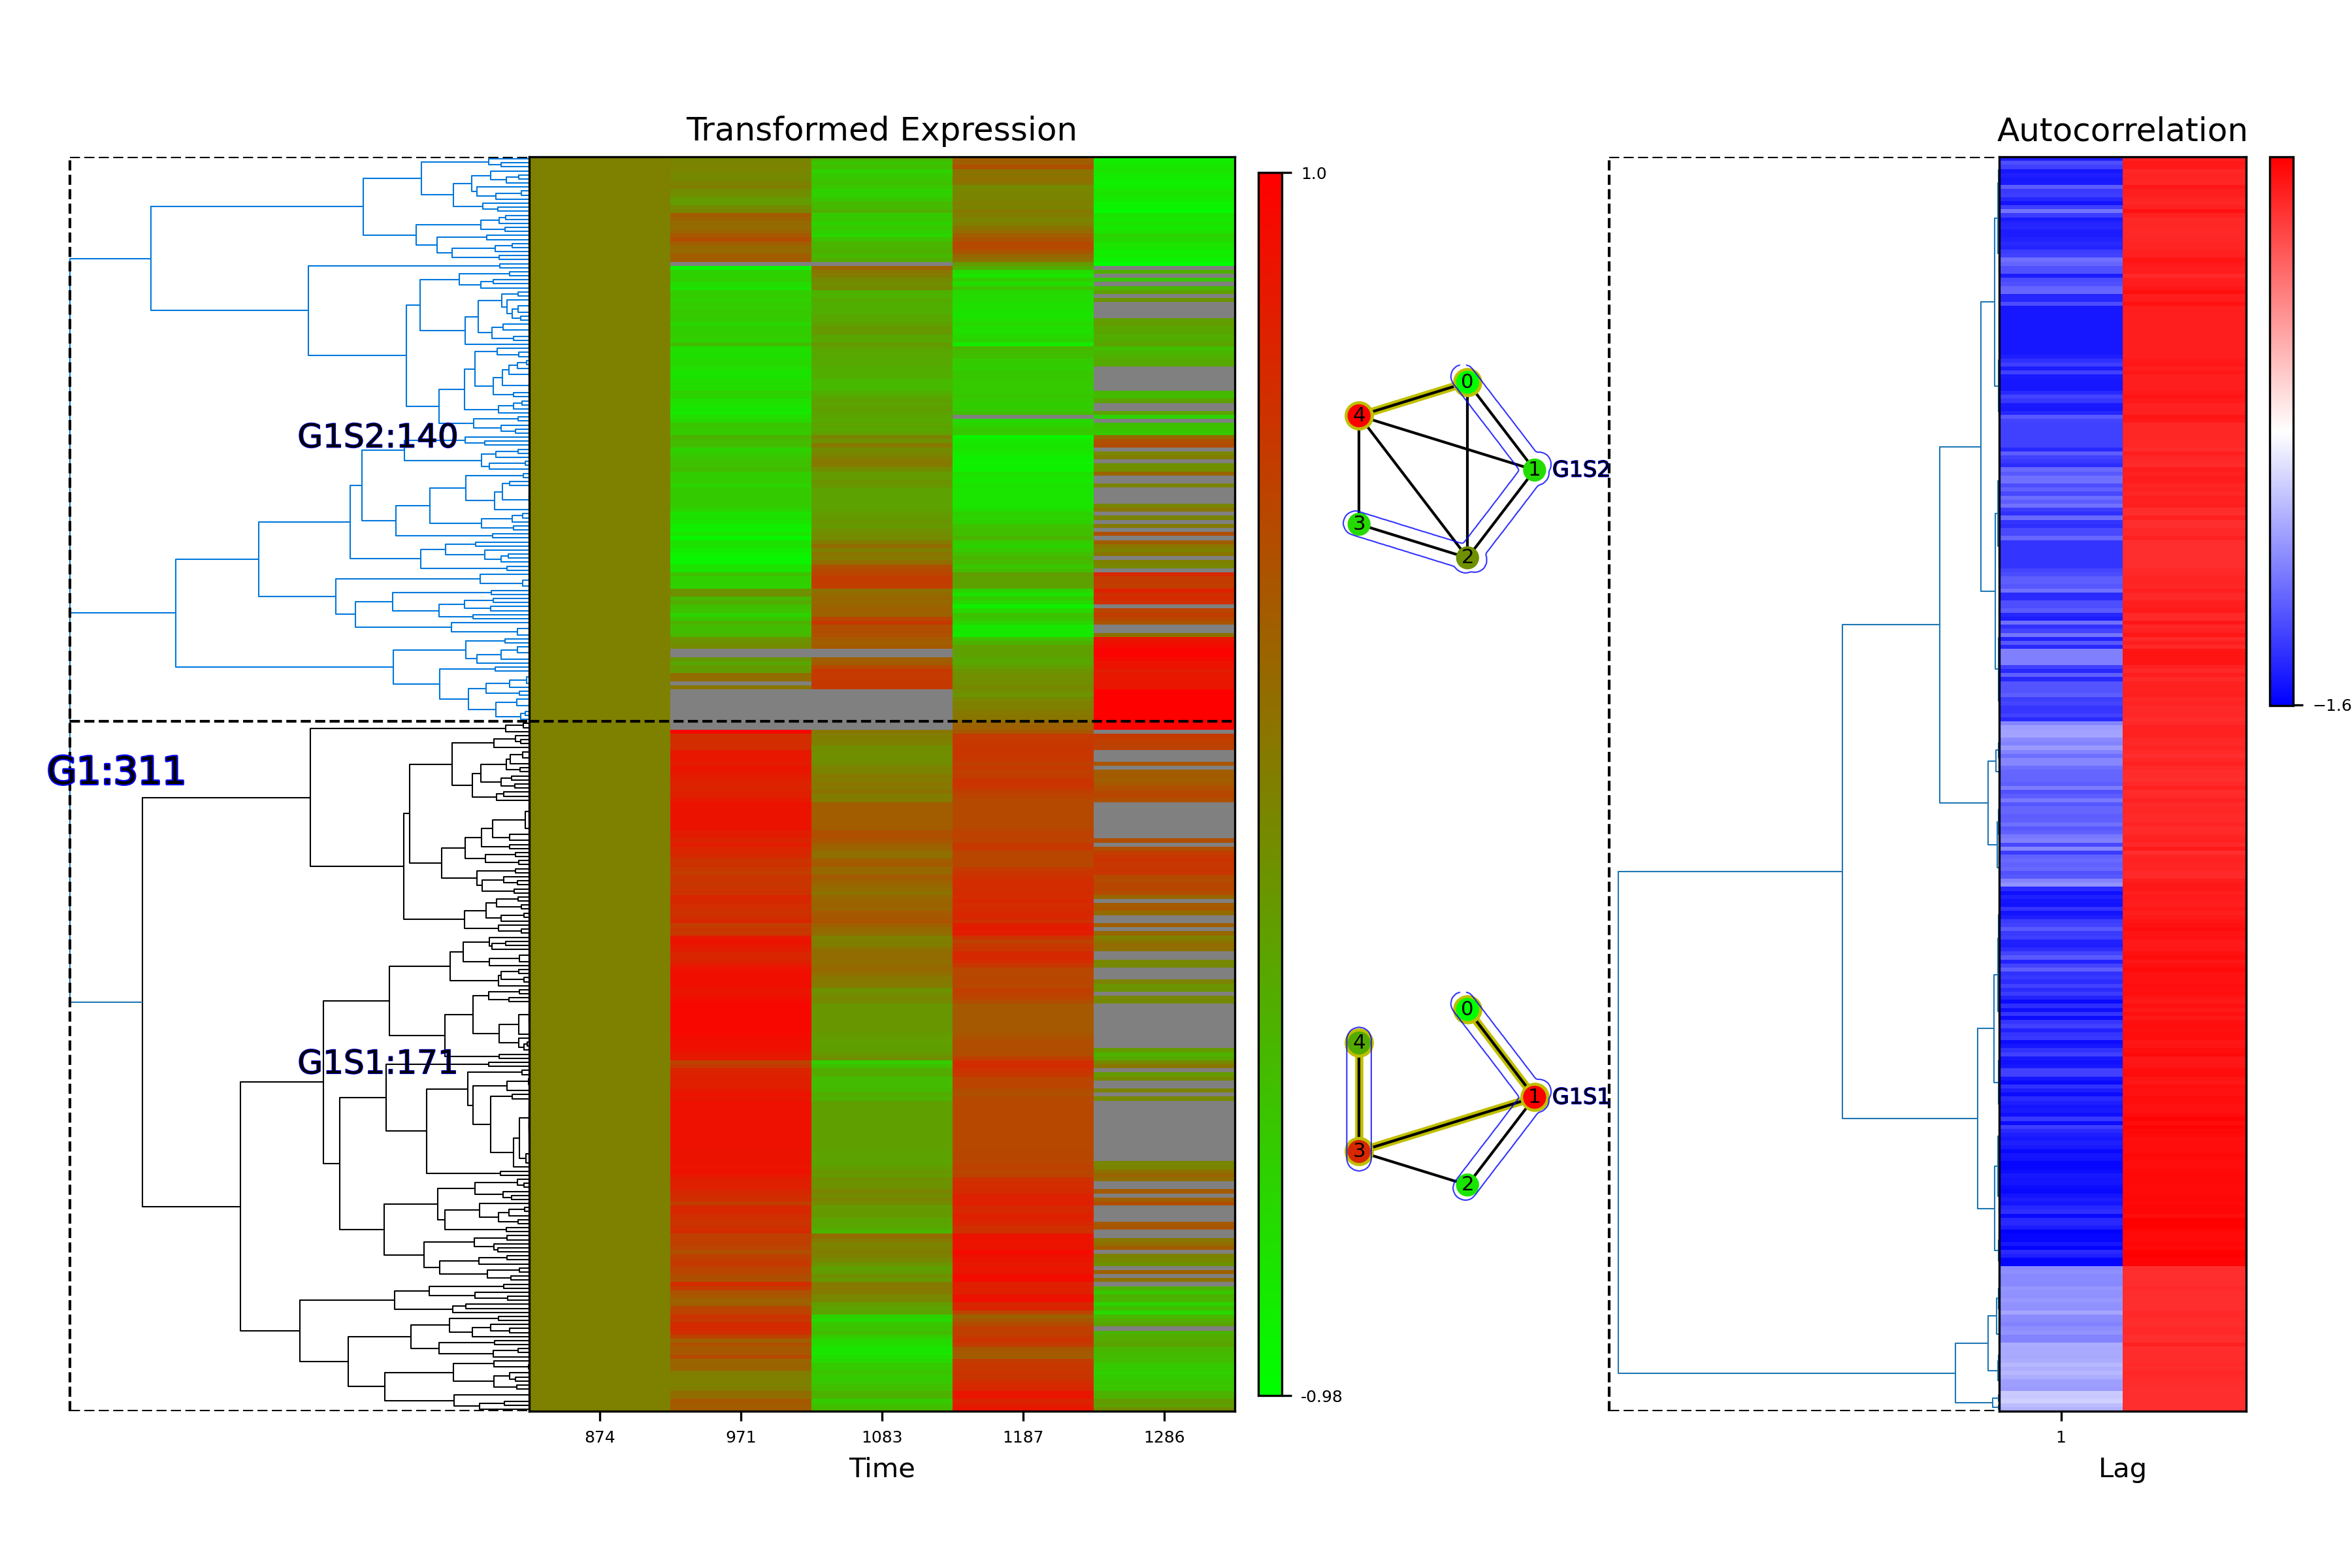 Transformed Expression
Autocorrelation
1.0
0
4
G1S2:140
1
G1S2
3
2
−1.6
G1:311
0
4
G1S1:171
1
G1S1
3
2
-0.98
874
971
1083
1187
1286
1
Time
Lag